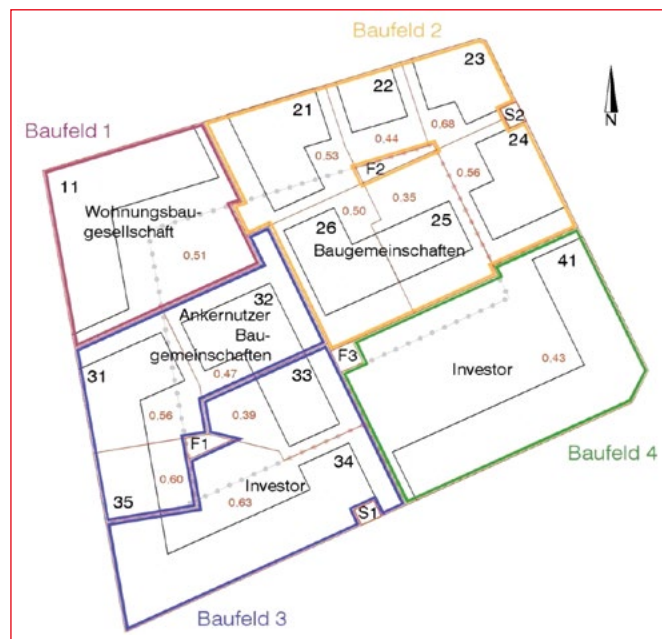 Baufeld 2
23
22
21
Baufeld 1
S2
0,68
0,44
24
N
0,53
F2
11
0,56
0,35
Wohnungsbau-
gesellschaft
0,50
25
26
Baugemeinschaften
41
0,51
32
Ankernutzer
Bau-
gemeinschaften
F3
0,43
31
33
Investor
0,47
0,56
0,39
F1
Baufeld 4
34
0,60
Investor
35
0,63
S1
Baufeld 3